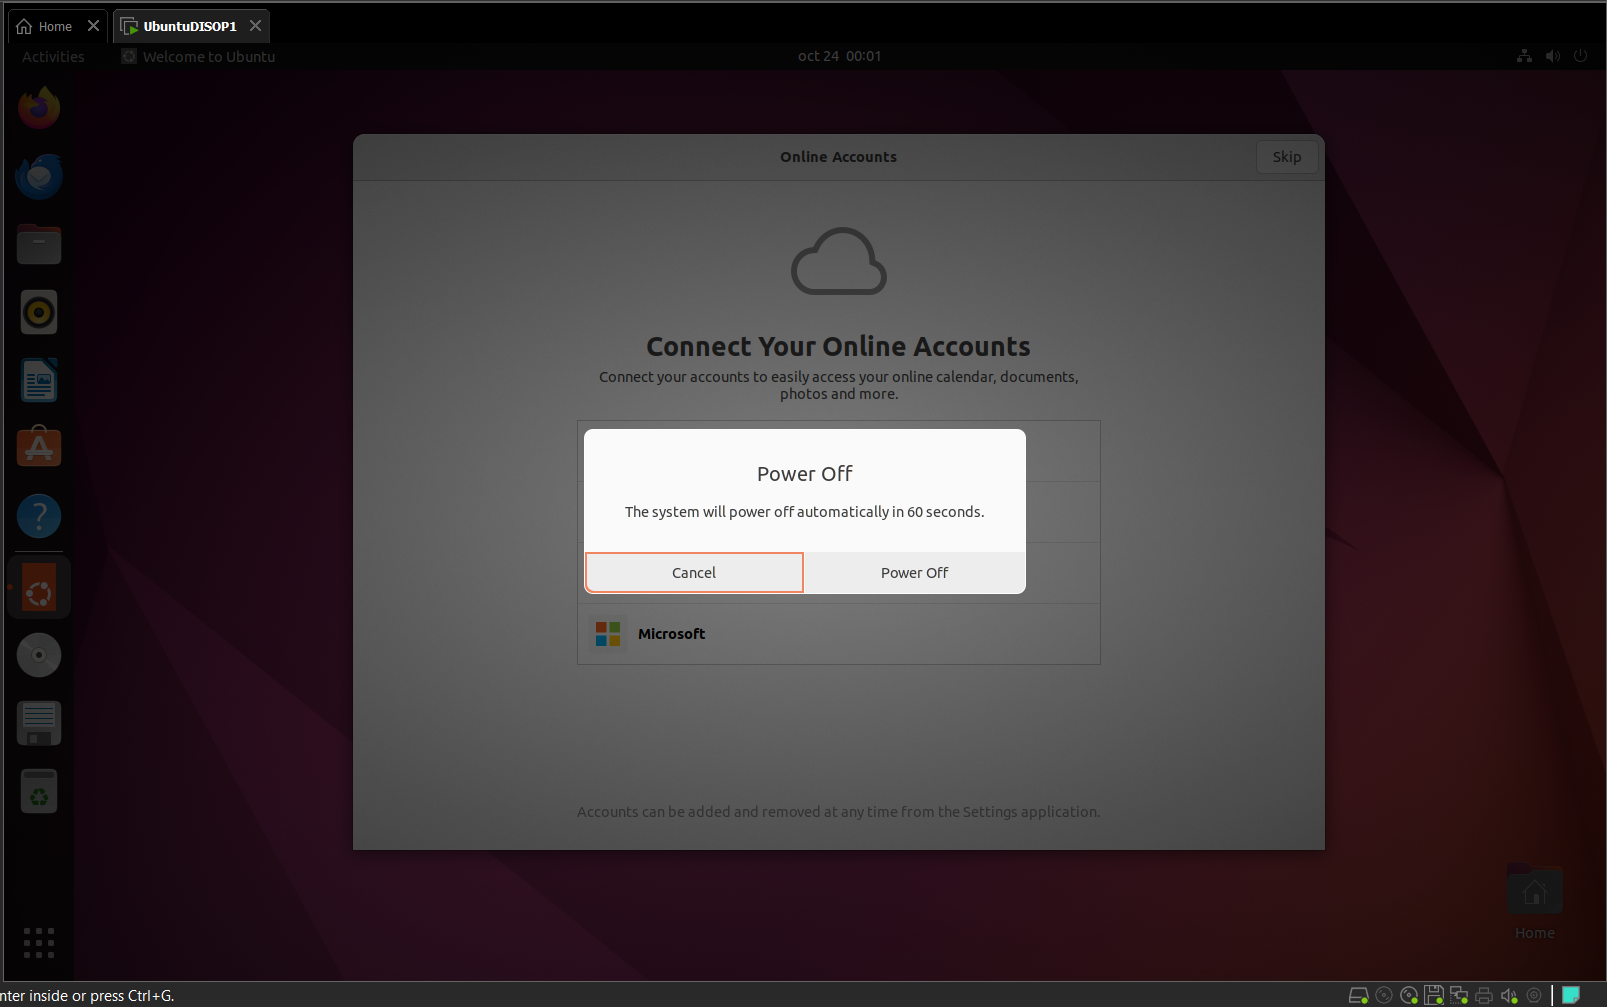 Home
UbuntuDISOP1
Activities
Welcome to Ubuntu
oct 24 00:01
Online Accounts
Skip
Connect Your Online Accounts
Connect your accounts to easily access your online calendar, documents,
photos and more.
Power Off
The system will power off automatically in 60 seconds.
Cancel
Power Off
Microsoft
Accounts can be added and removed at any time from the Settings application.
Home
nter inside or press Ctrl+G.